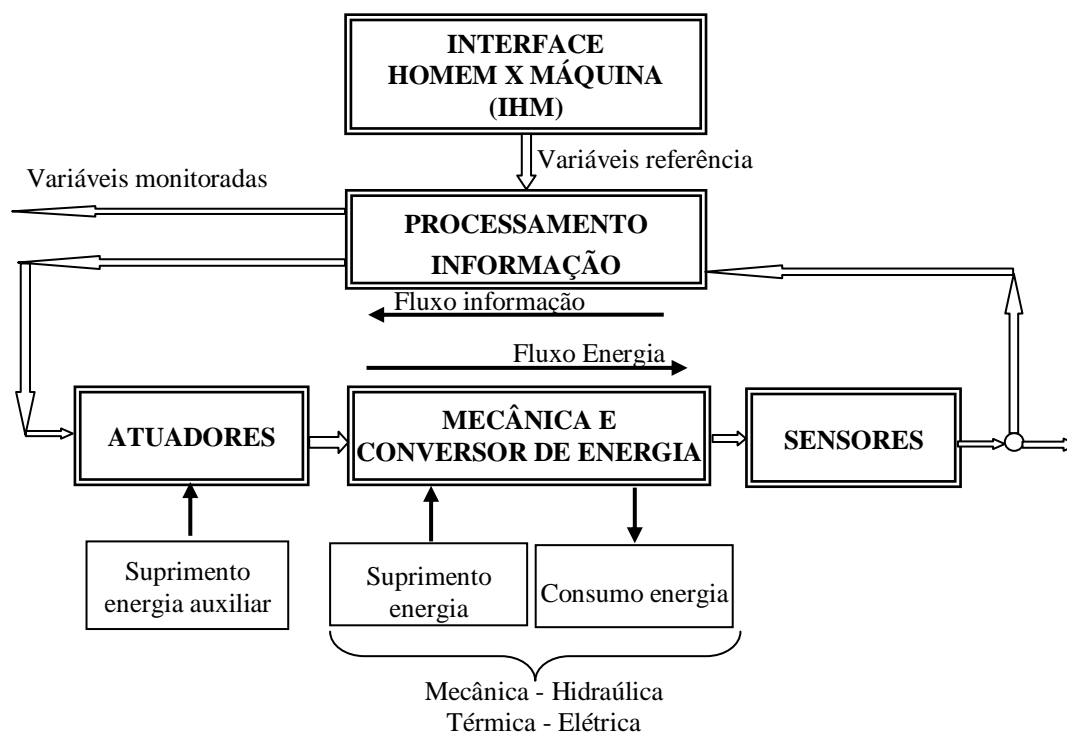 INTERFACE
HOMEM X MÁQUINA
(IHM)
Variáveis referência
Variáveis monitoradas
PROCESSAMENTO
INFORMAÇÃO
Fluxo informação
Fluxo Energia
ATUADORES
MECÂNICA E
CONVERSOR DE ENERGIA
SENSORES
Suprimento
energia auxiliar
Suprimento
energia
Consumo energia
Mecânica - Hidraúlica
Térmica - Elétrica